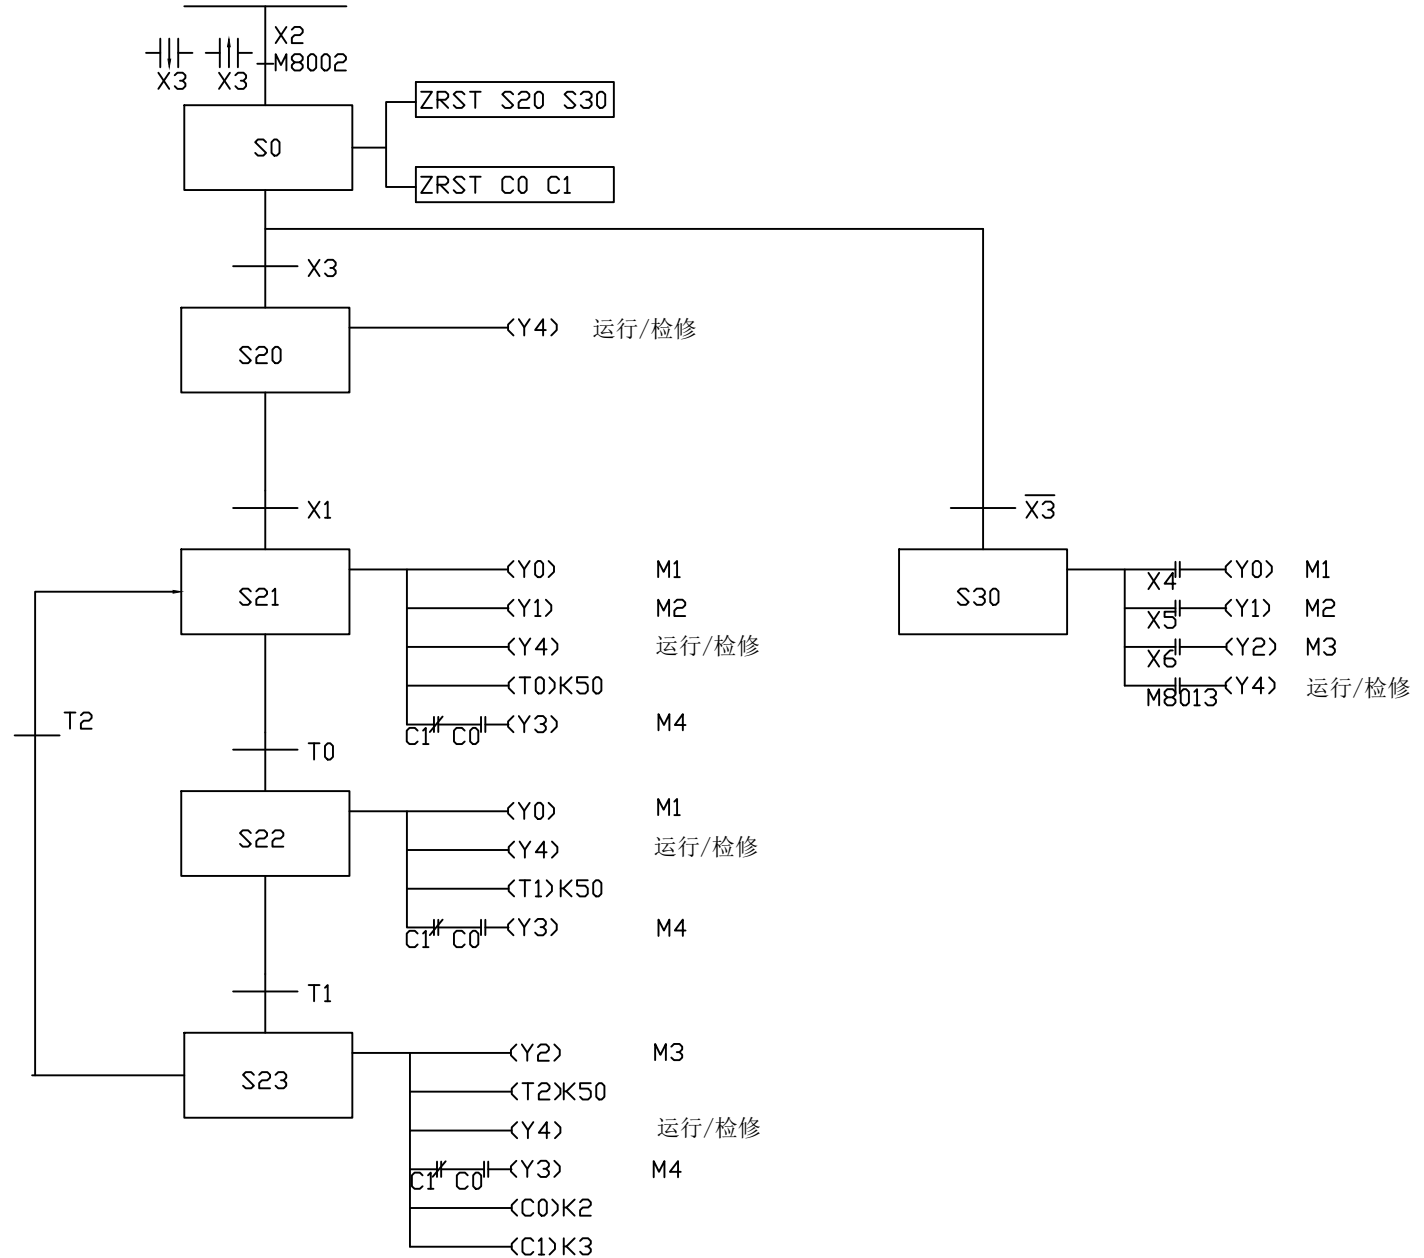 X2
M8002
X3 X3
ZRST S20 S30
S0
ZRST C0 C1
X3
(Y4) 运行/检修
S20
X1
X3
(Y0) M1
S21
(Y1) M2
(Y4) 运行/检修
(T0)K50
C1 C0 (Y3) M4
S30
X4 (Y0) M1
X5 (Y1) M2
X6 (Y2) M3
M8013 (Y4) 运行/检修
T2
T0
(Y0) M1
S22
(Y4) 运行/检修
(T1)K50
C1 C0 (Y3) M4
T1
(Y2) M3
S23
(T2)K50
(Y4) 运行/检修
C1 C0 (Y3) M4
(C0)K2
(C1)K3